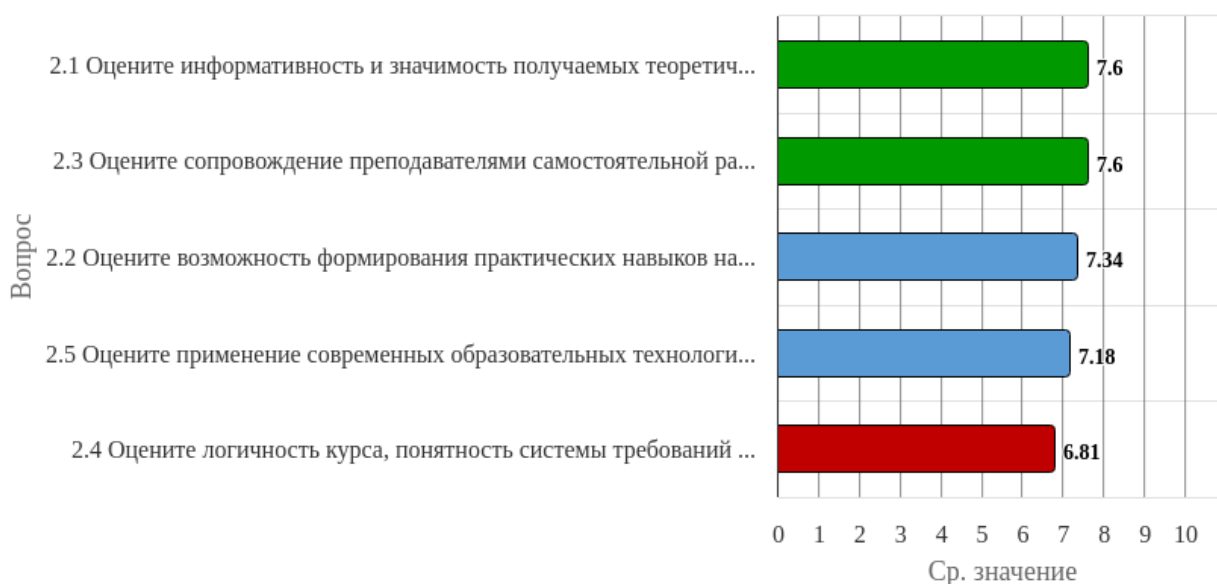 2.1 Оцените информативность и значимость получаемых теоретич...
7.6
2.3 Оцените сопровождение преподавателями самостоятельной ра...
7.6
2.2 Оцените возможность формирования практических навыков на...
7.34
2.5 Оцените применение современных образовательных технологи...
7.18
2.4 Оцените логичность курса, понятность системы требований ...
6.81
Вопрос
0 1 2 3 4 5 6 7 8 9 10
Ср. значение